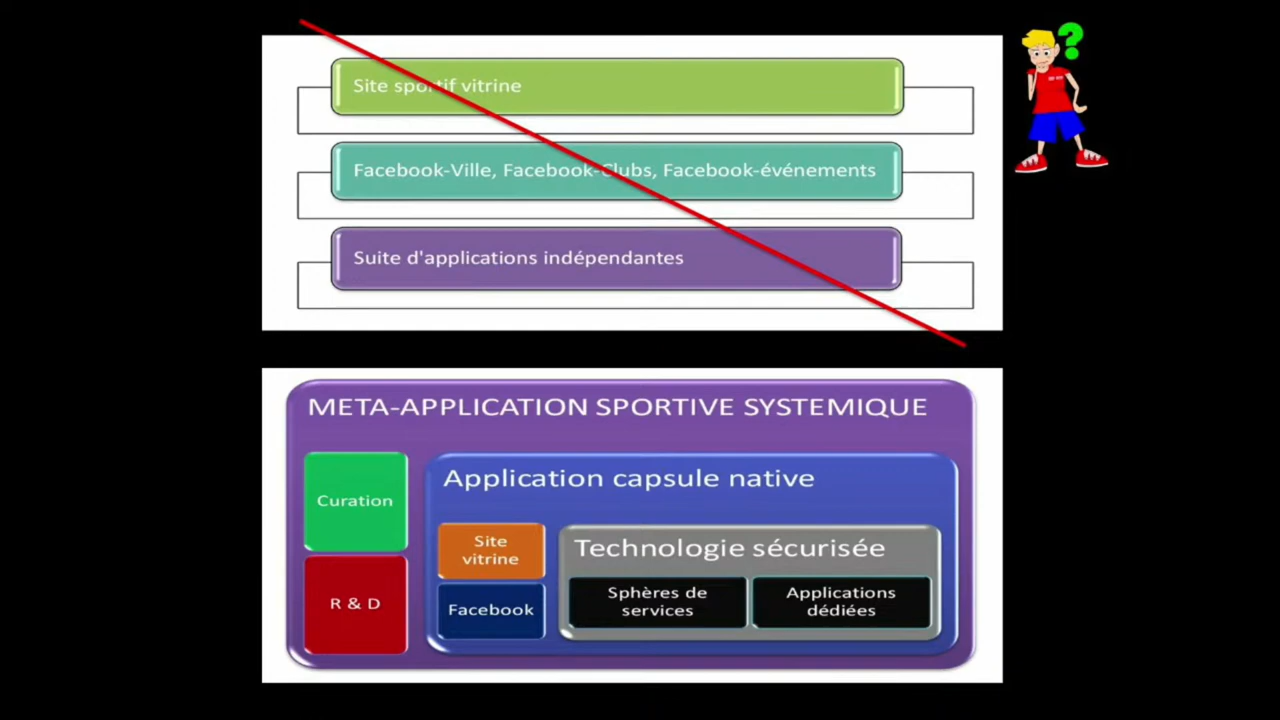 Site sportif vitrine
Facebook-Ville, Facebook-Clubs, Facebook-événements
Suite d'applications indépendantes
META-APPLICATION SPORTIVE SYSTEMIQUE
Curation
R & D
Application capsule native
Site
vitrine
Facebook
Technologie sécurisée
Sphères de
services
Applications
dédiées
?